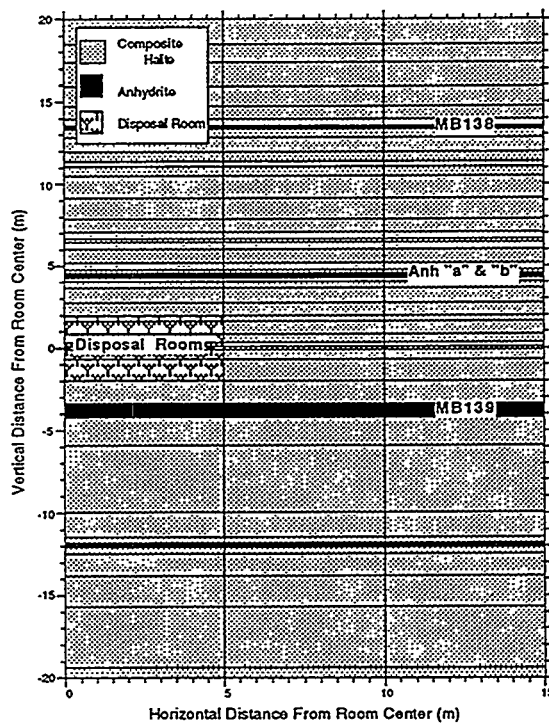 20
15
10
5
0
-5
-10
-15
-20
Vertical Distance From Room Center (m)
Composite
Halite
Anhydrite
Disposal Room
MB138
Anh "a" & "b"
Disposal Room
MB139
0
5
10
15
Horizontal Distance From Room Center (m)